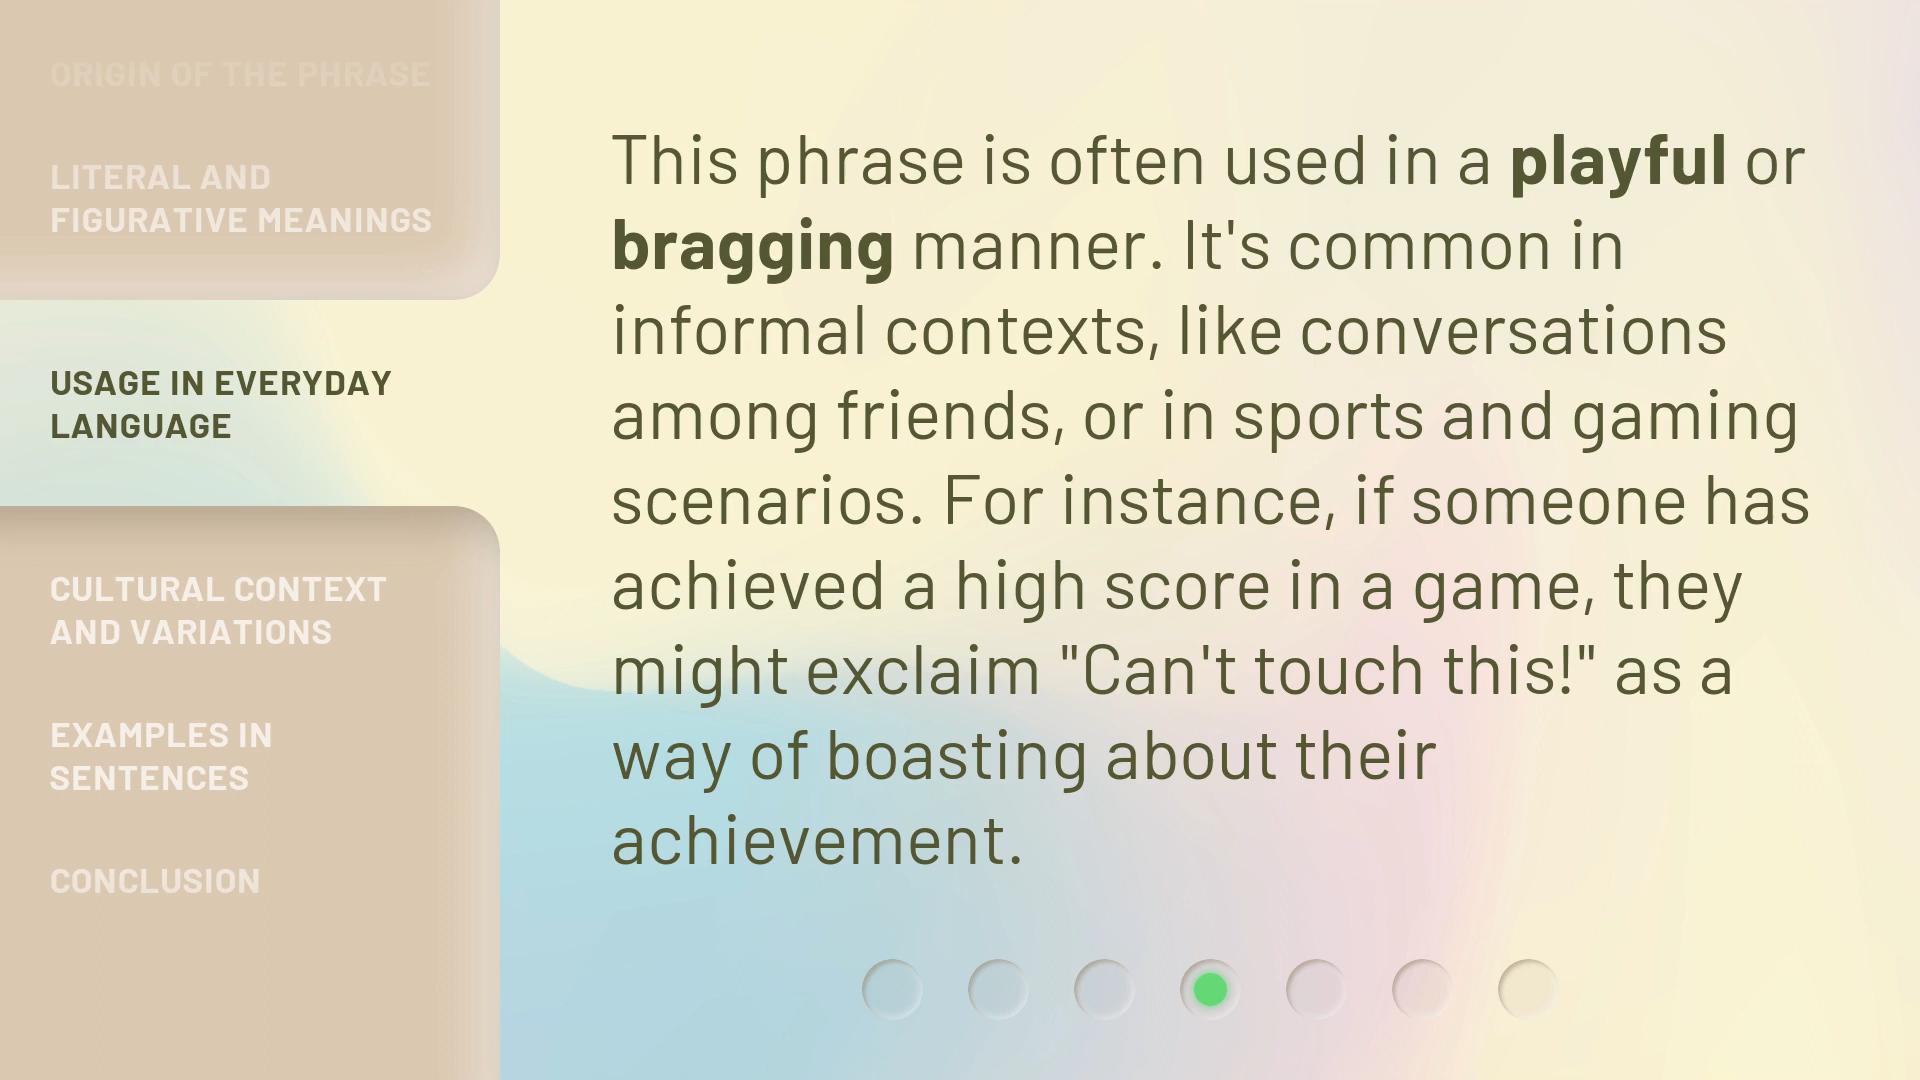 ORIGIN OF THE PHRASE
LITERAL AND
FIGURATIVE MEANINGS
USAGE IN EVERYDAY
LANGUAGE
CULTURAL CONTEXT
AND VARIATIONS
EXAMPLES IN
SENTENCES
CONCLUSION
This phrase is often used in a playful or
bragging manner. It's common in
informal contexts, like conversations
among friends, or in sports and gaming
scenarios. For instance, if someone has
achieved a high score in a game, they
might exclaim "Can't touch this!" as a
way of boasting about their
achievement.